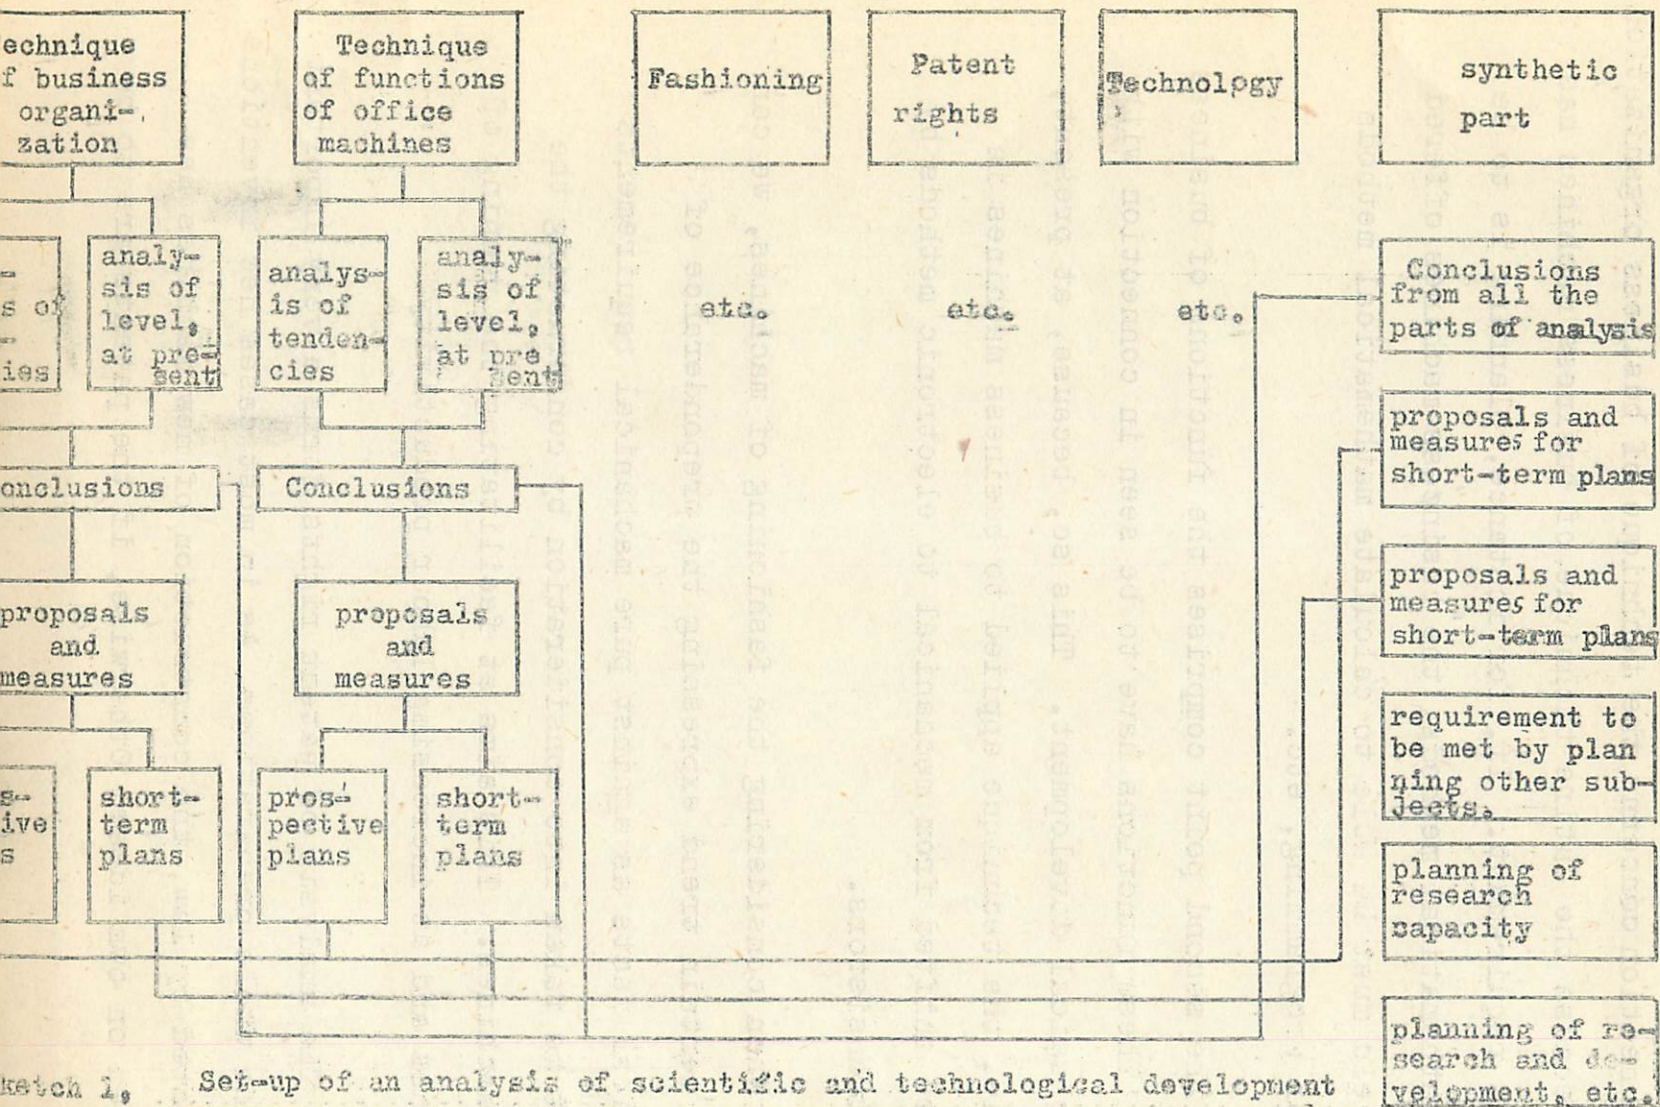 echnique
f business
organi-
zation
Technique
of functions
of office
machines
Fashioning
Patent
rights
Technology
synthetic
part
-
s of
-
ies
analy-
sis of
level,
at pre-
sent
analys-
is of
tenden-
cies
analy-
sis of
level,
at pre
sent
etc.
etc.
etc.
Conclusions
from all the
parts of analysis
proposals and
measures for
short-term plans
onclusions
Conclusions
proposals and
measures for
short-term plans
proposals
and
measures
proposals
and
measures
requirement to
be met by plan
ning other sub-
jects.
s-
ive
s
short-
term
plans
pros-
pective
plans
short-
term
plans
planning of
research
capacity
planning of re-
search and de-
velopment, etc.
ketch 1, Set-up of an analysis of scientific and technological development